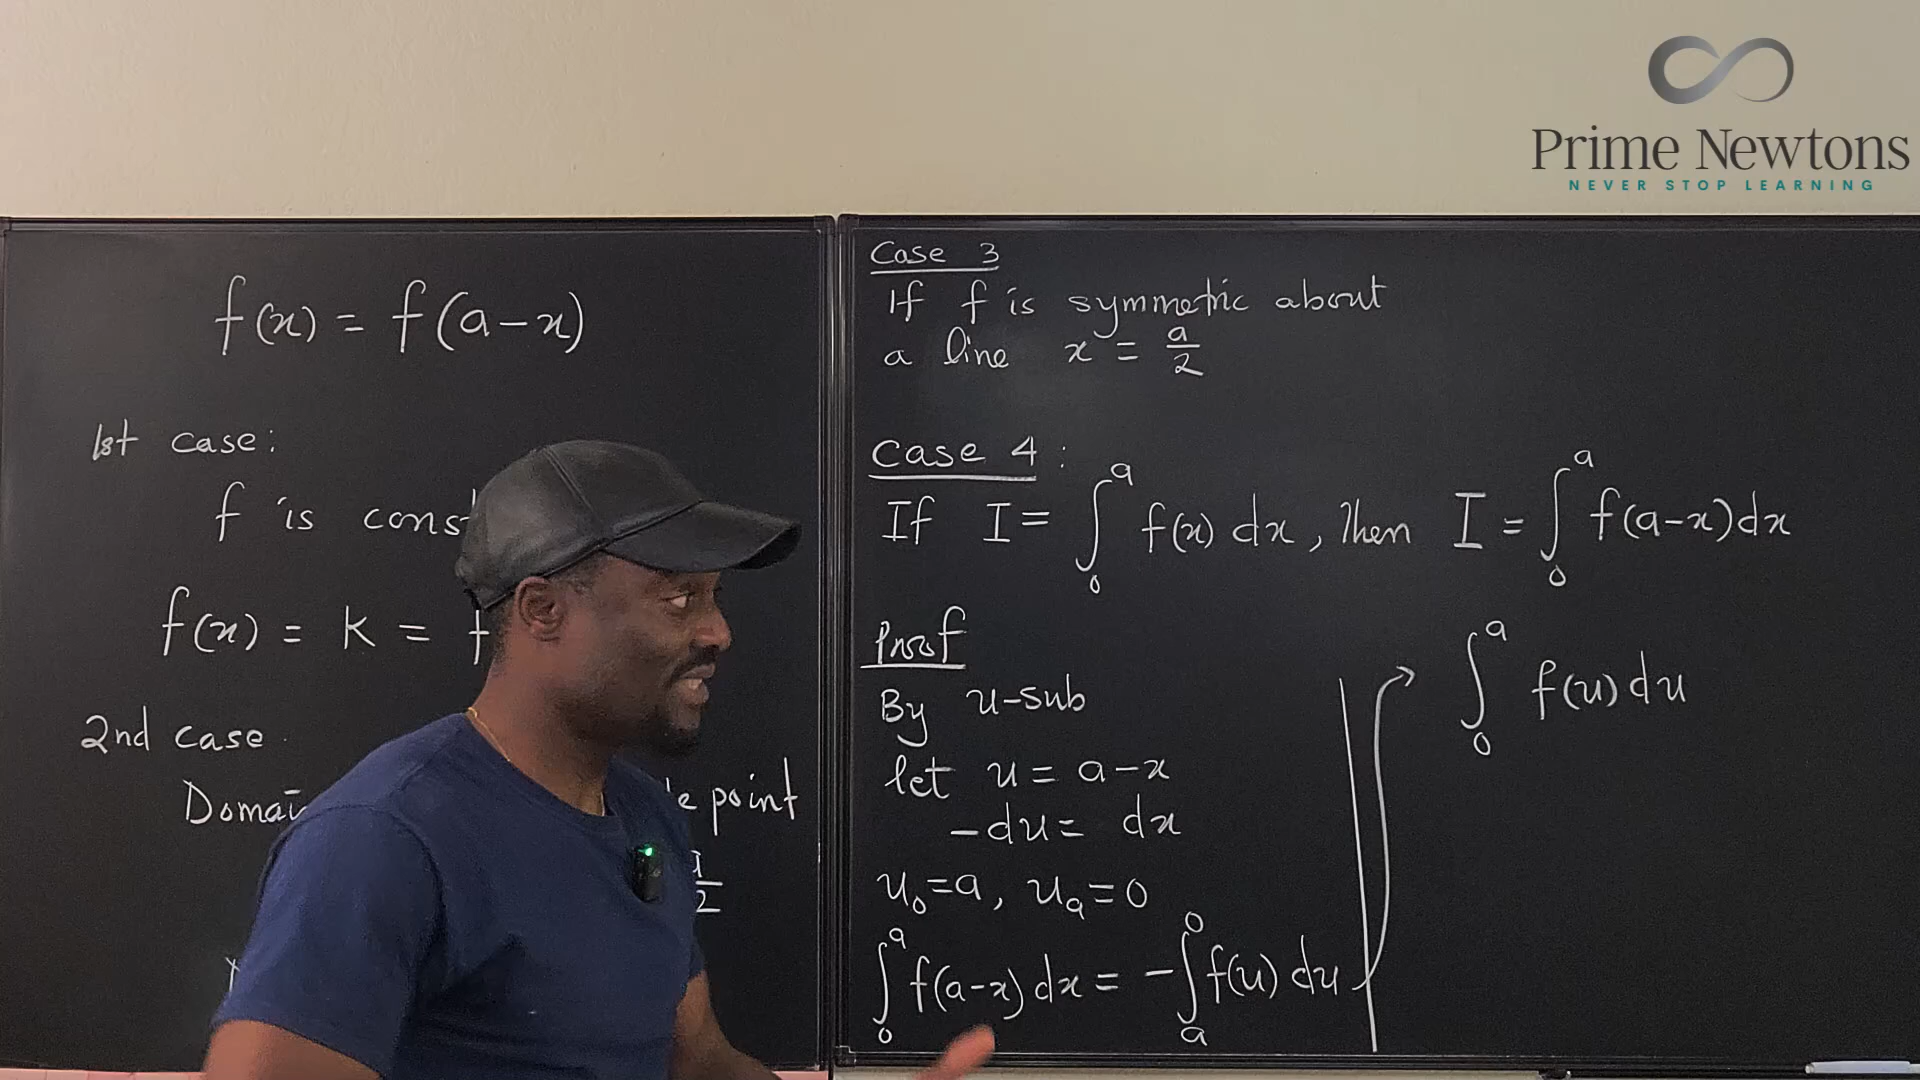 Prime Newtons
NEVER STOP LEARNING
f(x) = f(a-x)
1st case:
f is
f(x) = k =
2nd case
point
a/2
Case 3
If f is symmetric about
a line x = a/2
Case 4:
If I = ∫₀ᵃ f(x) dx, then I = ∫₀ᵃ f(a-x) dx
Proof
By u-sub
let u = a-x
-du = dx
u₀=a, uₐ=0
∫₀ᵃ f(a-x) dx = -∫ₐ⁰ f(u) du
∫₀ᵃ f(u) du